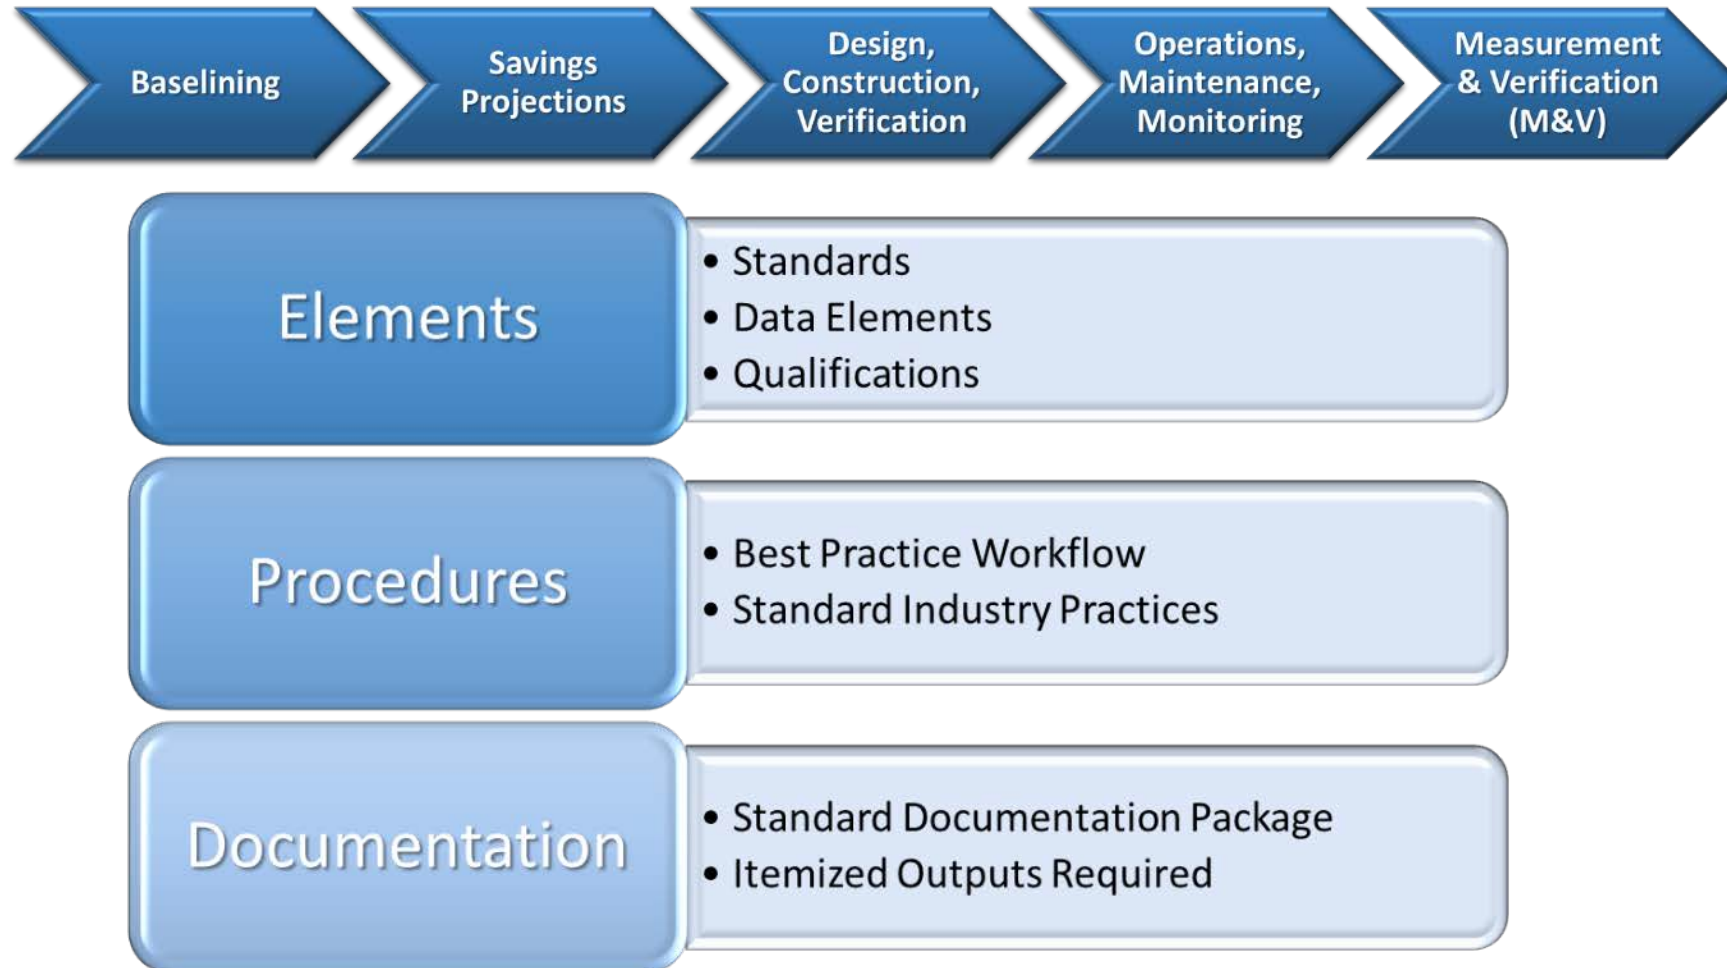 Baselining
Savings
Projections
Design,
Construction,
Verification
Operations,
Maintenance,
Monitoring
Measurement
& Verification
(M&V)
Elements
• Standards
• Data Elements
• Qualifications
Procedures
• Best Practice Workflow
• Standard Industry Practices
Documentation
• Standard Documentation Package
• Itemized Outputs Required